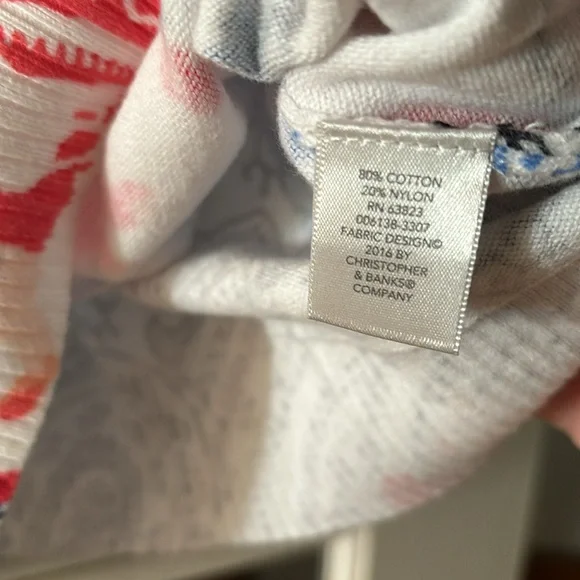 80% COTTON
20% NYLON
RN 63823
006138-3307
FABRIC DESIGN©
2016 BY
CHRISTOPHER
& BANKS®
COMPANY